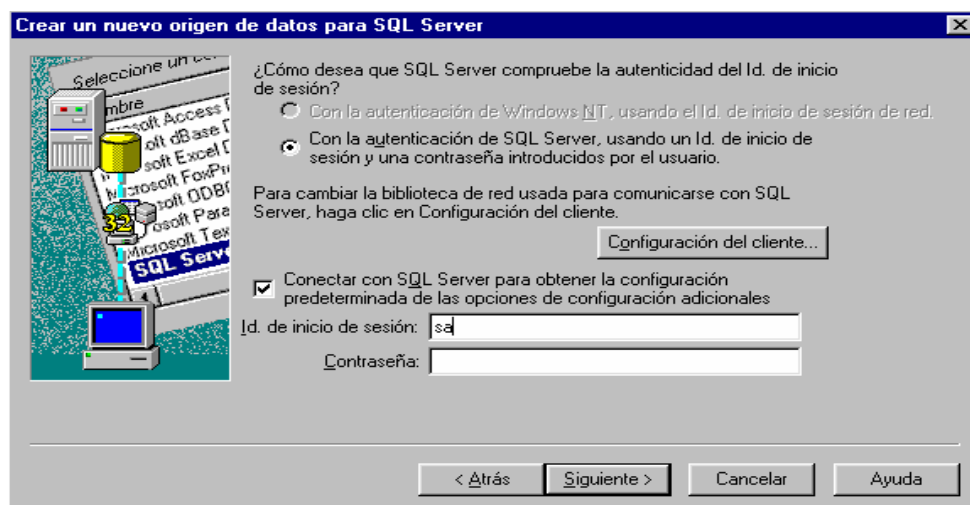 Crear un nuevo origen de datos para SQL Server
Seleccione un
mbre
soft Access
oft dBase
soft Excel
soft FoxPr
crosoft ODBC
osoft Para
Microsoft Tex
SQL Serve
32
¿Cómo desea que SQL Server compruebe la autenticidad del Id. de inicio
de sesión?
Con la autenticación de Windows NT, usando el Id. de inicio de sesión de red.
Con la autenticación de SQL Server, usando un Id. de inicio de
sesión y una contraseña introducidos por el usuario.
Para cambiar la biblioteca de red usada para comunicarse con SQL
Server, haga clic en Configuración del cliente.
Configuración del cliente...
Conectar con SQL Server para obtener la configuración
predeterminada de las opciones de configuración adicionales
Id. de inicio de sesión: sa
Contraseña:
< Atrás Siguiente > Cancelar Ayuda